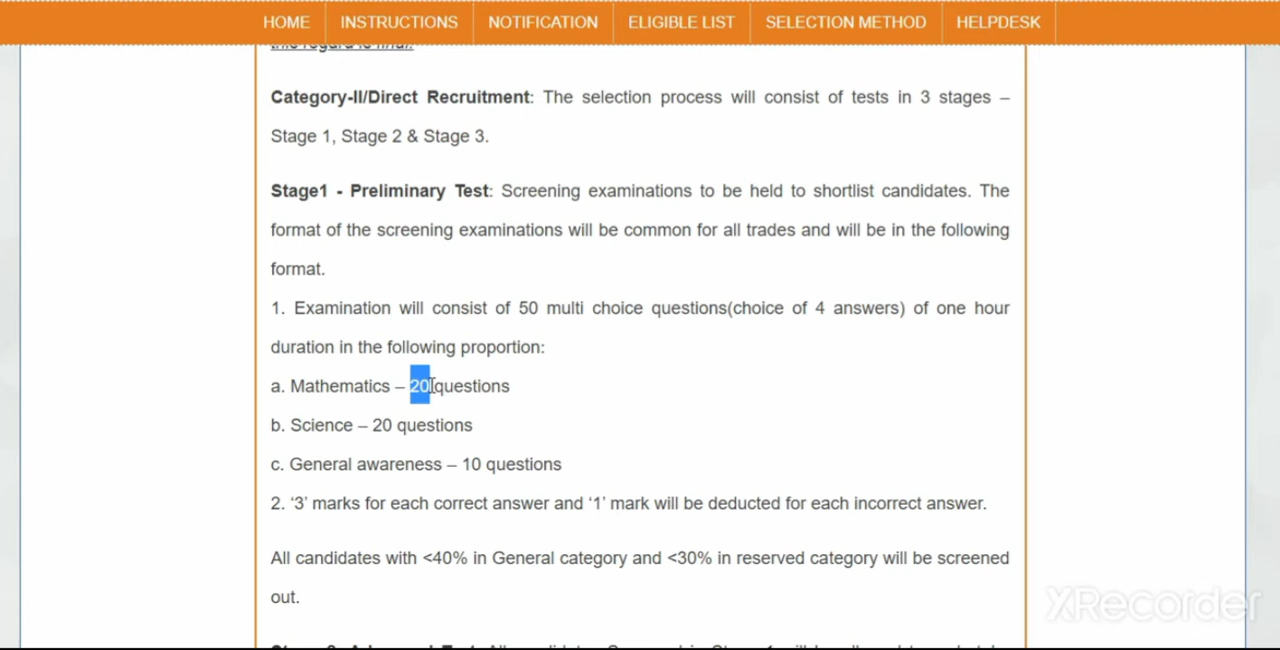 HOME INSTRUCTIONS NOTIFICATION ELIGIBLE LIST SELECTION METHOD HELPDESK
this regard is final.
Category-II/Direct Recruitment: The selection process will consist of tests in 3 stages –
Stage 1, Stage 2 & Stage 3.
Stage1 - Preliminary Test: Screening examinations to be held to shortlist candidates. The
format of the screening examinations will be common for all trades and will be in the following
format.
1. Examination will consist of 50 multi choice questions(choice of 4 answers) of one hour
duration in the following proportion:
a. Mathematics – 20 questions
b. Science – 20 questions
c. General awareness – 10 questions
2. ‘3’ marks for each correct answer and ‘1’ mark will be deducted for each incorrect answer.
All candidates with <40% in General category and <30% in reserved category will be screened
out.
XRecorder